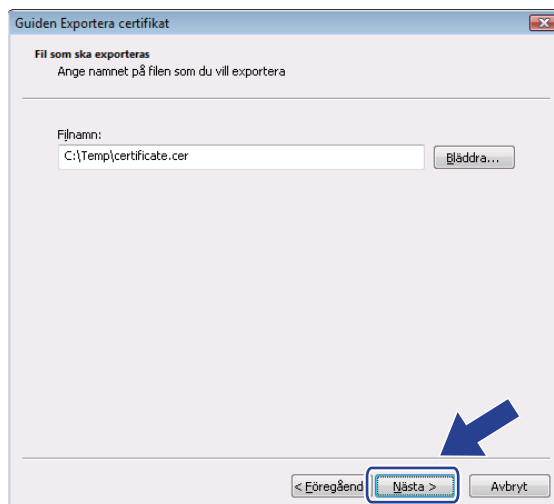 Guiden Exportera certifikat
Fil som ska exporteras
Ange namnet på filen som du vill exportera
Filnamn:
C:\Temp\certificate.cer
Bläddra...
< Föregåend
Nästa >
Avbryt